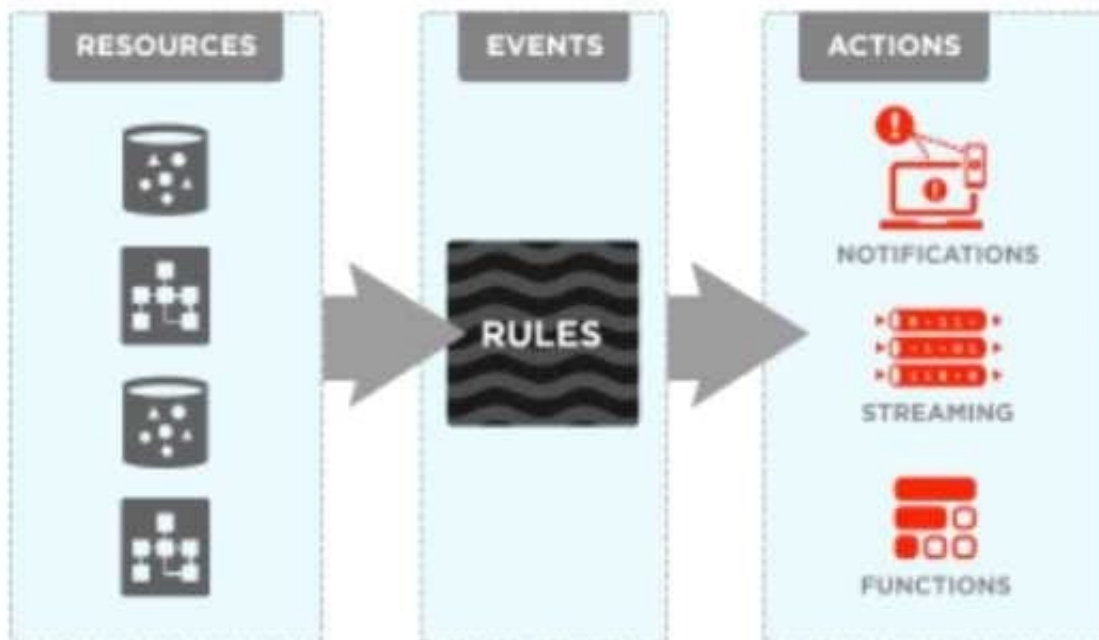 RESOURCES
EVENTS
ACTIONS
RULES
NOTIFICATIONS
STREAMING
FUNCTIONS